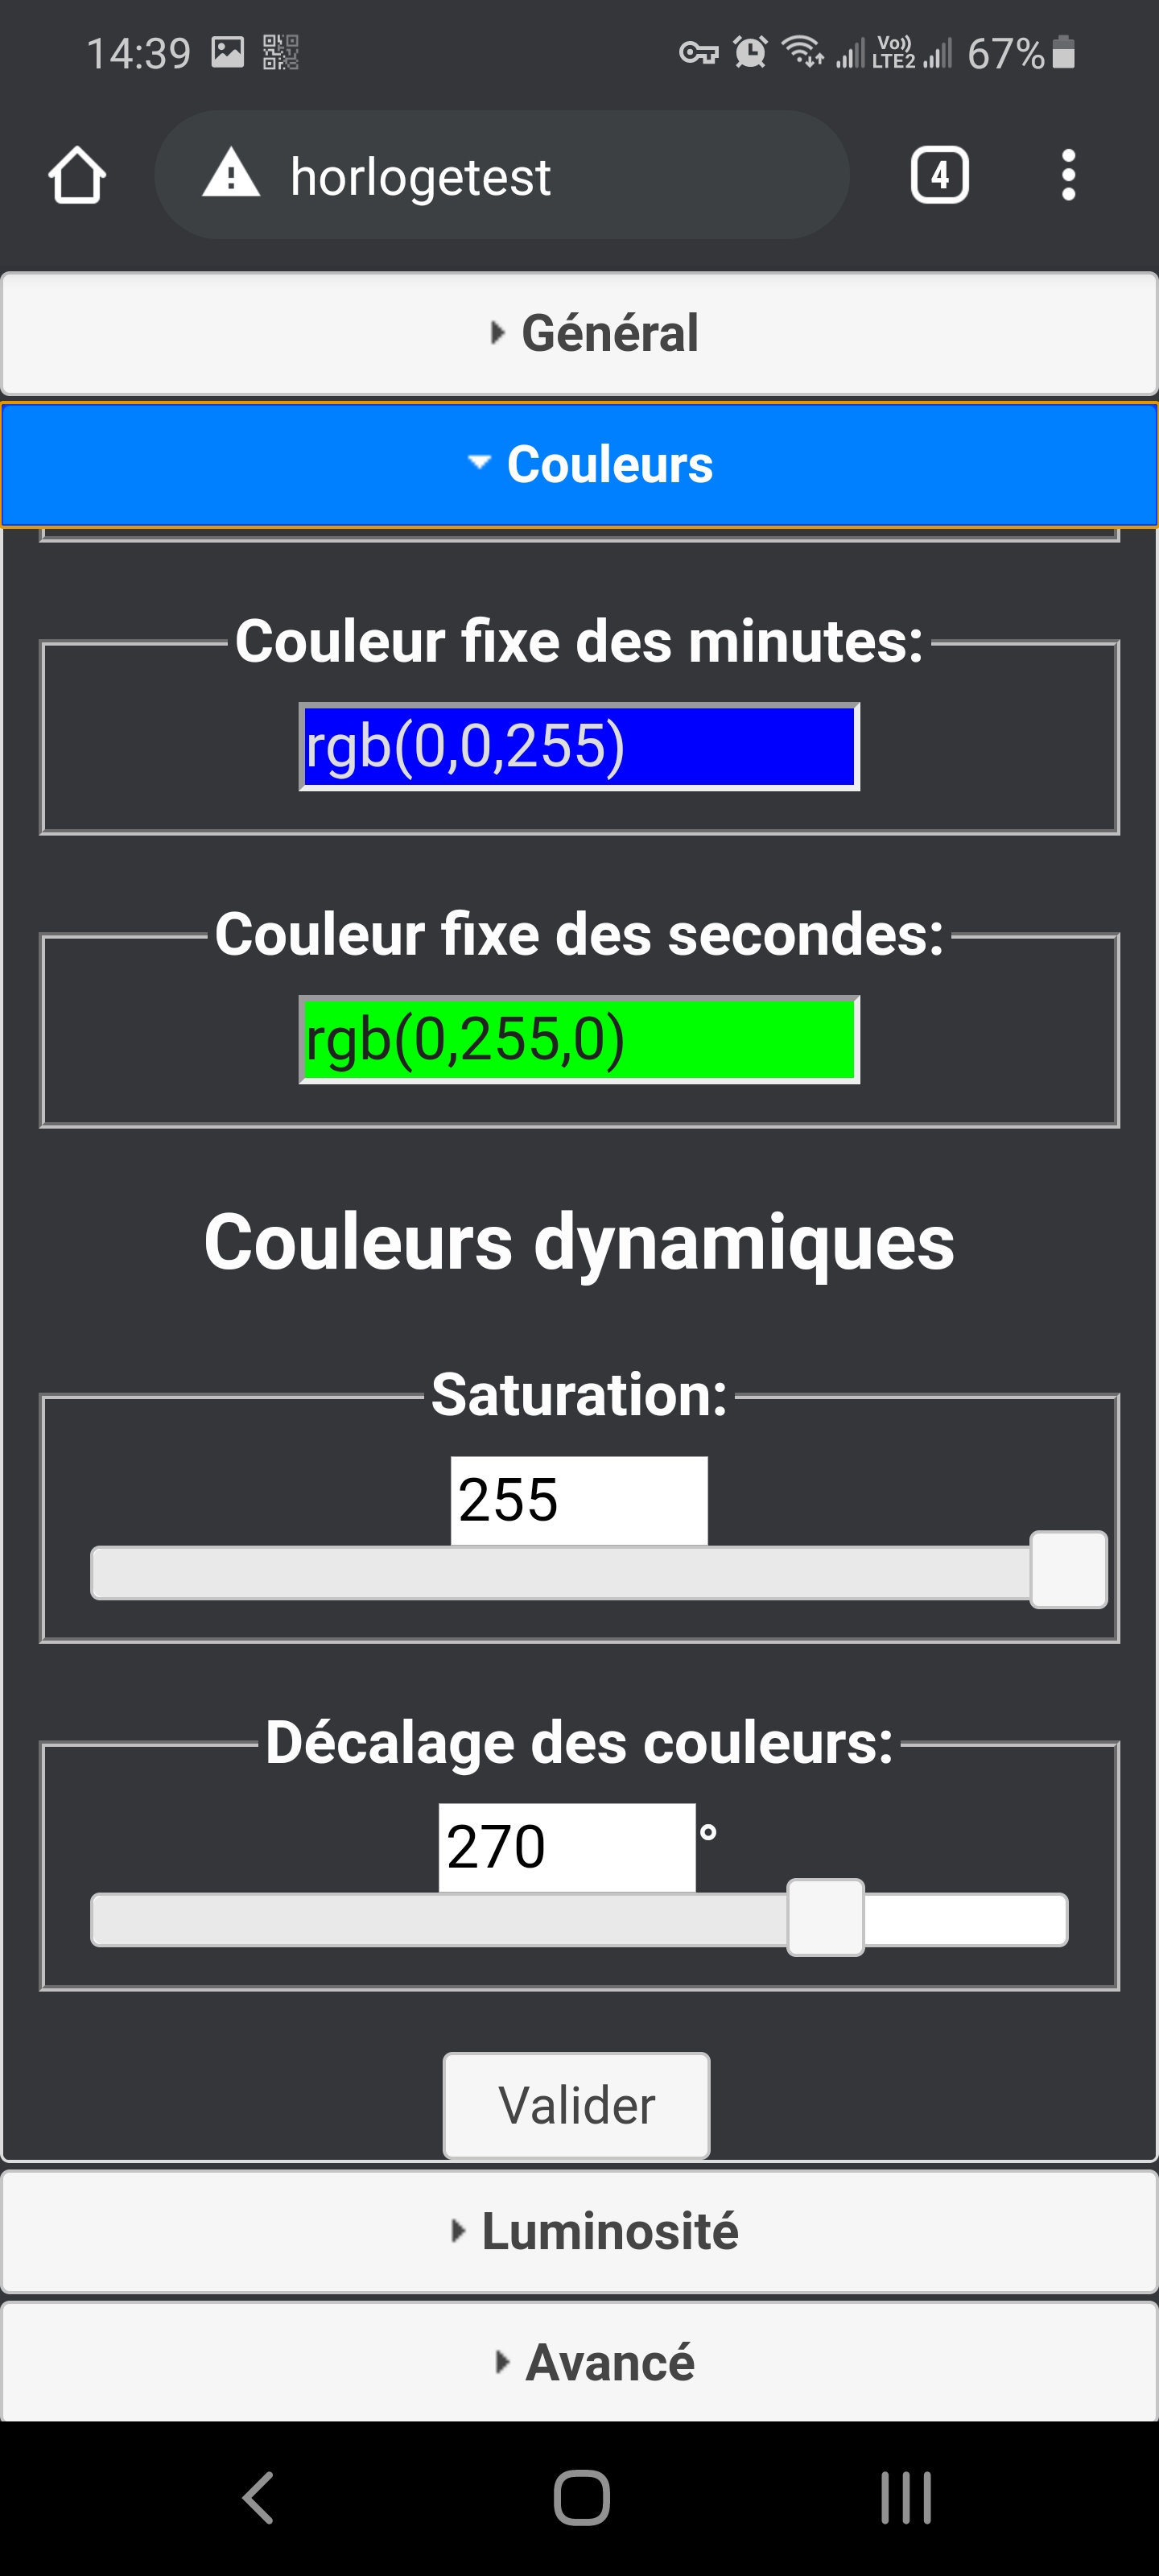 14:39
Vo)) LTE2 67%
horlogetest
4
Général
Couleurs
Couleur fixe des minutes:
rgb(0,0,255)
Couleur fixe des secondes:
rgb(0,255,0)
Couleurs dynamiques
Saturation:
255
Décalage des couleurs:
270 °
Valider
Luminosité
Avancé